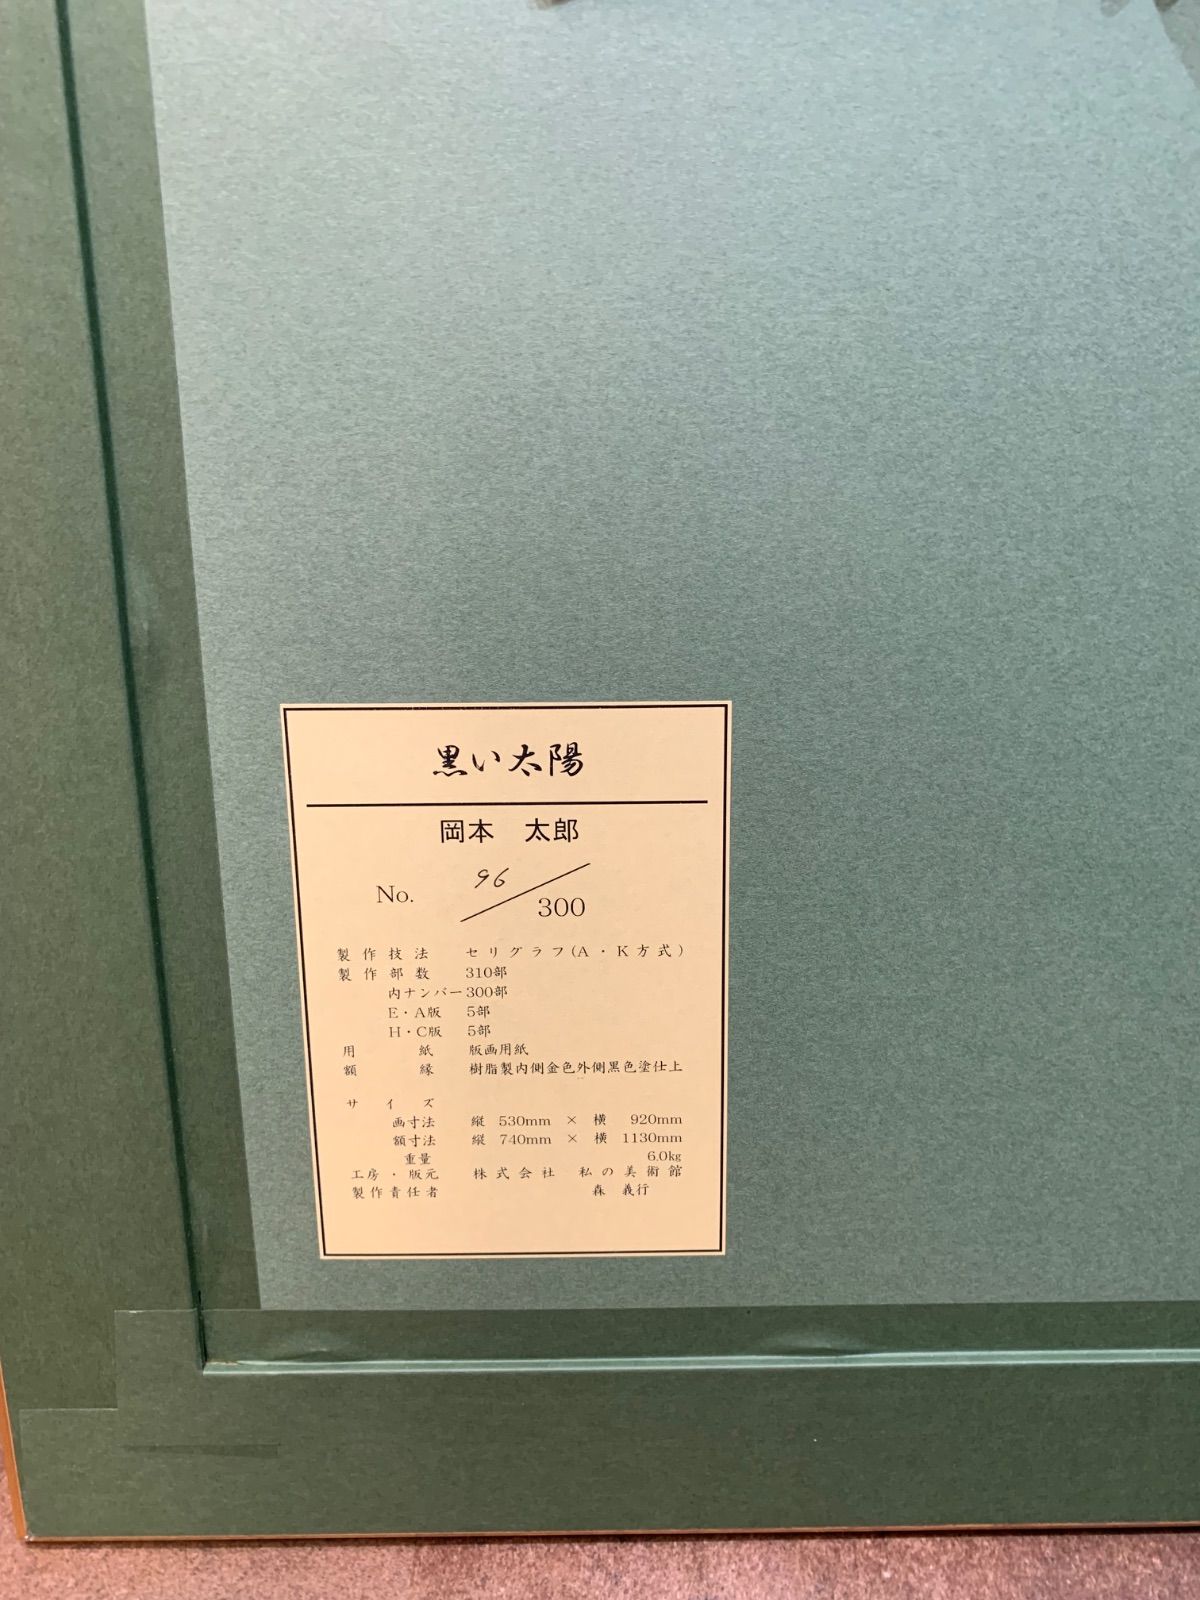 黒い太陽
岡本 太郎
No. 96/300
製作技法 セリグラフ(A・K方式)
製作部数 310部
内ナンバー300部
E・A版 5部
H・C版 5部
用紙 版画用紙
額縁 樹脂製内側金色外側黒色塗仕上
サイズ
画寸法 縦 530mm × 横 920mm
額寸法 縦 740mm × 横 1130mm
重量 6.0kg
工房・版元 株式会社 私の美術館
製作責任者 森 義行